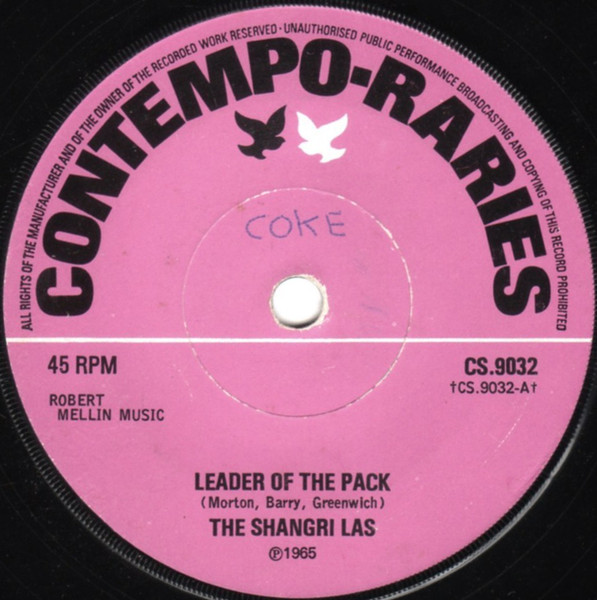 ALL RIGHTS OF THE MANUFACTURER AND OF THE OWNER OF THE RECORDED WORK RESERVED · UNAUTHORISED PUBLIC PERFORMANCE BROADCASTING AND COPYING OF THIS RECORD PROHIBITED
CONTEMPO-RARIES
COKE
45 RPM
CS.9032
†CS.9032-A†
ROBERT
MELLIN MUSIC
LEADER OF THE PACK
(Morton, Barry, Greenwich)
THE SHANGRI LAS
℗1965